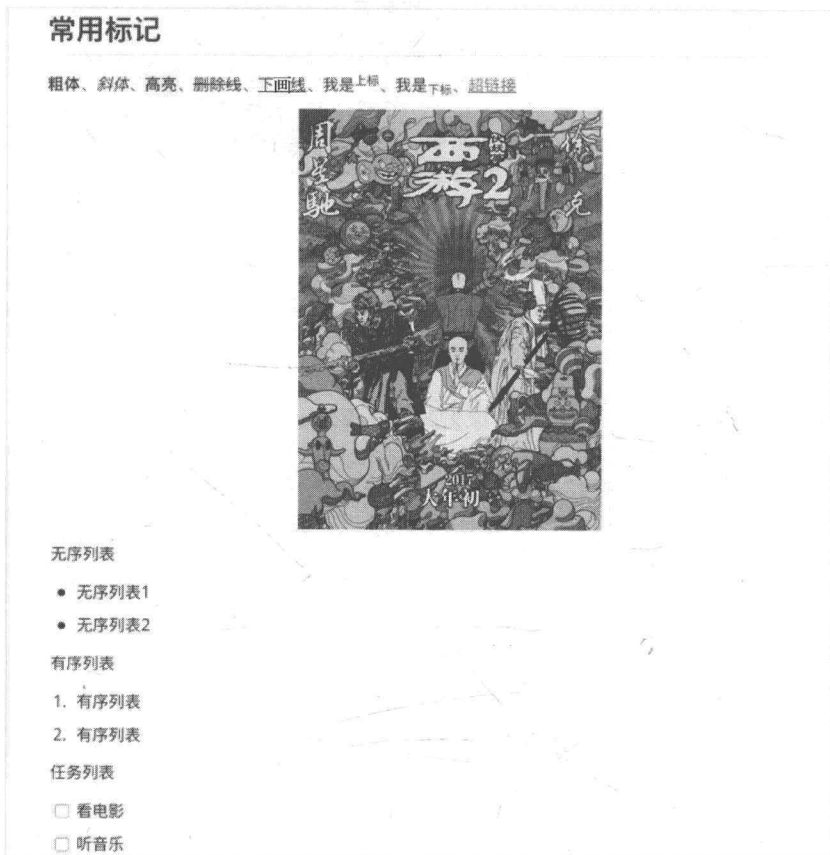 常用标记
粗体、斜体、高亮、删除线、下画线、我是上标、我是下标、超链接
周星驰
西游2
徐克
2017
大年初一
无序列表
• 无序列表1
• 无序列表2
有序列表
1. 有序列表
2. 有序列表
任务列表
看电影
听音乐